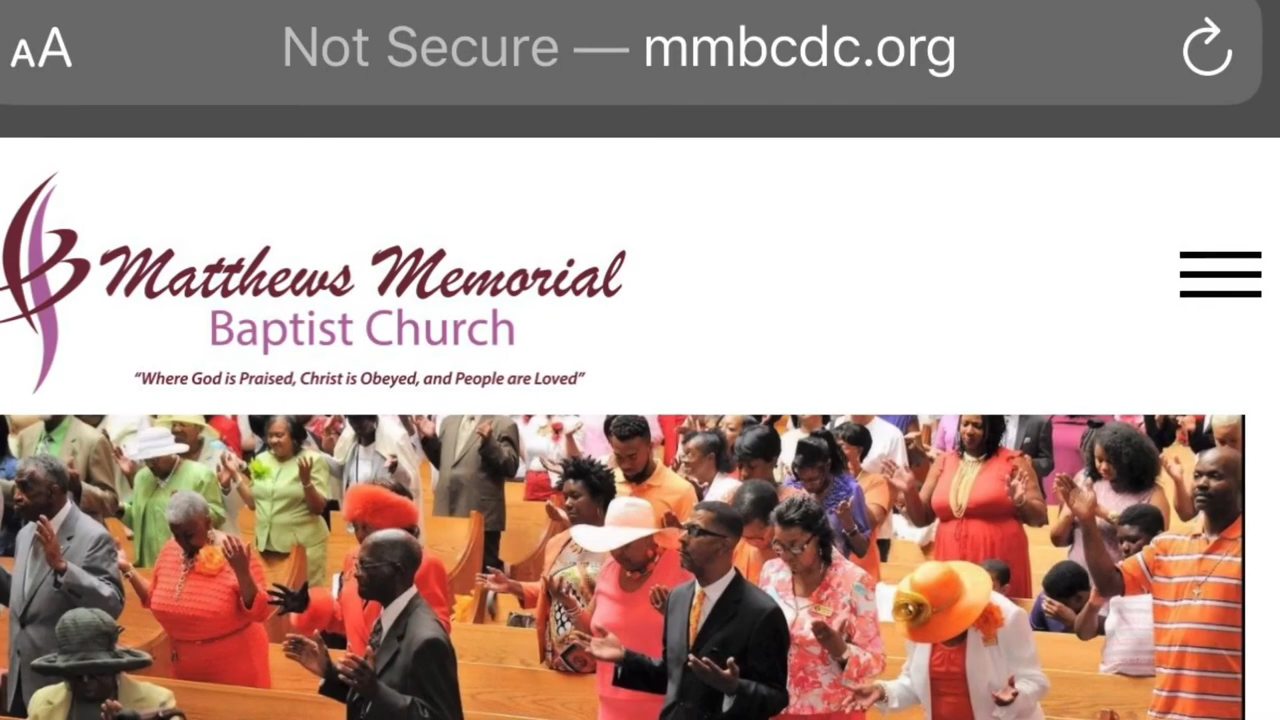 AA Not Secure — mmbcdc.org
Matthews Memorial
Baptist Church
“Where God is Praised, Christ is Obeyed, and People are Loved”